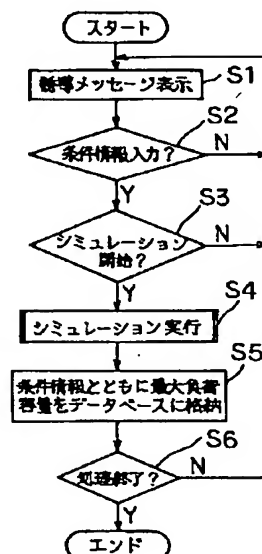 スタート
S1
誘導メッセージ表示
S2
条件情報入力?
N
Y
S3
シミュレーション
開始?
N
Y
S4
シミュレーション実行
S5
条件情報とともに最大負荷
容量をデータベースに格納
S6
処理終了?
N
Y
エンド